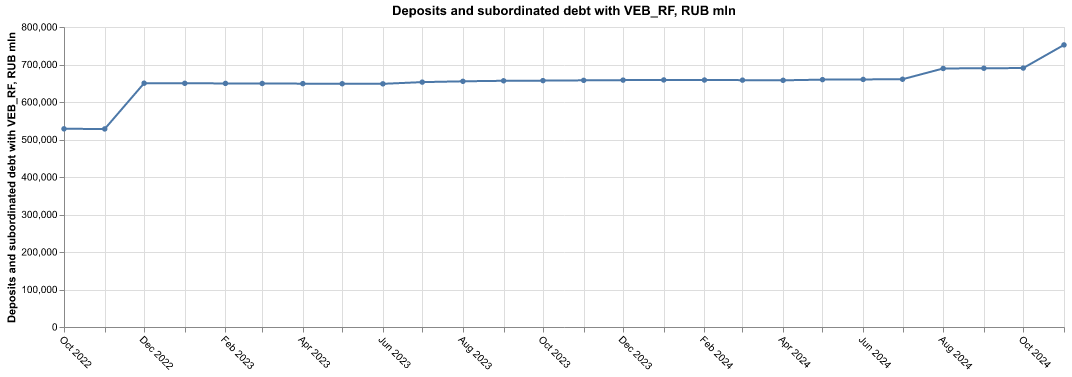 Deposits and subordinated debt with VEB_RF, RUB mln
Deposits and subordinated debt with VEB_RF, RUB mln
800,000
700,000
600,000
500,000
400,000
300,000
200,000
100,000
0
Oct 2022
Dec 2022
Feb 2023
Apr 2023
Jun 2023
Aug 2023
Oct 2023
Dec 2023
Feb 2024
Apr 2024
Jun 2024
Aug 2024
Oct 2024